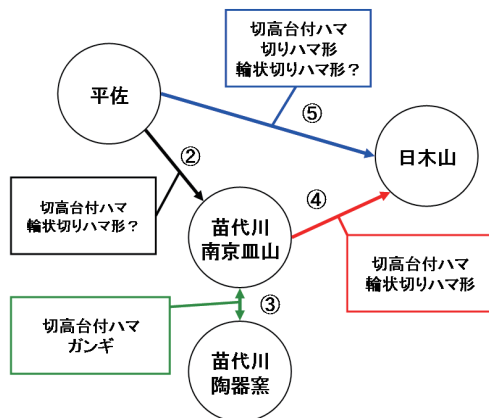 切高台付ハマ
切りハマ形
輪状切りハマ形？
平佐
⑤
日木山
②
④
切高台付ハマ
輪状切りハマ形？
苗代川
南京皿山
切高台付ハマ
輪状切りハマ形
③
切高台付ハマ
ガンギ
苗代川
陶器窯